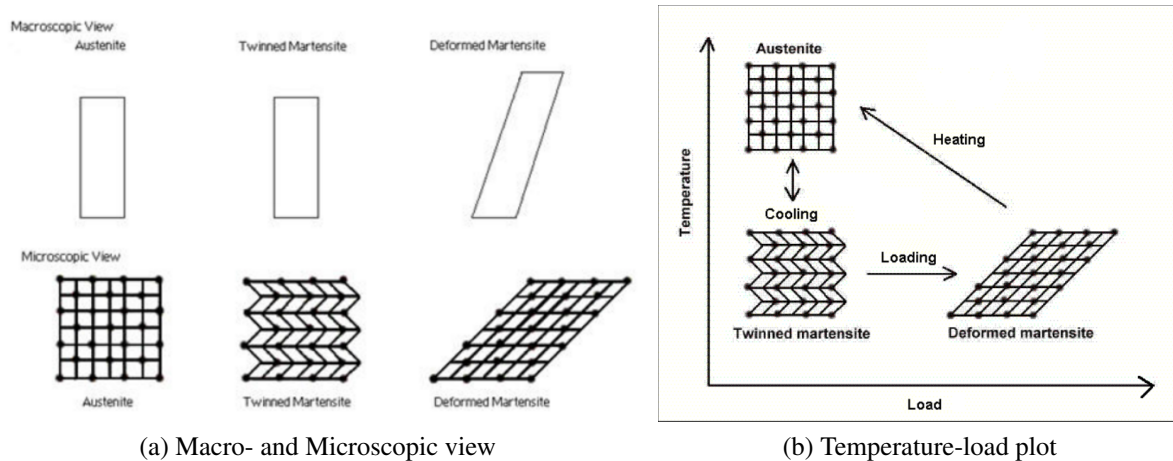 Macroscopic View
Austenite
Twinned Martensite
Deformed Martensite
Microscopic View
Austenite
Twinned Martensite
Deformed Martensite
(a) Macro- and Microscopic view
Temperature
Austenite
Heating
Cooling
Loading
Twinned martensite
Deformed martensite
Load
(b) Temperature-load plot